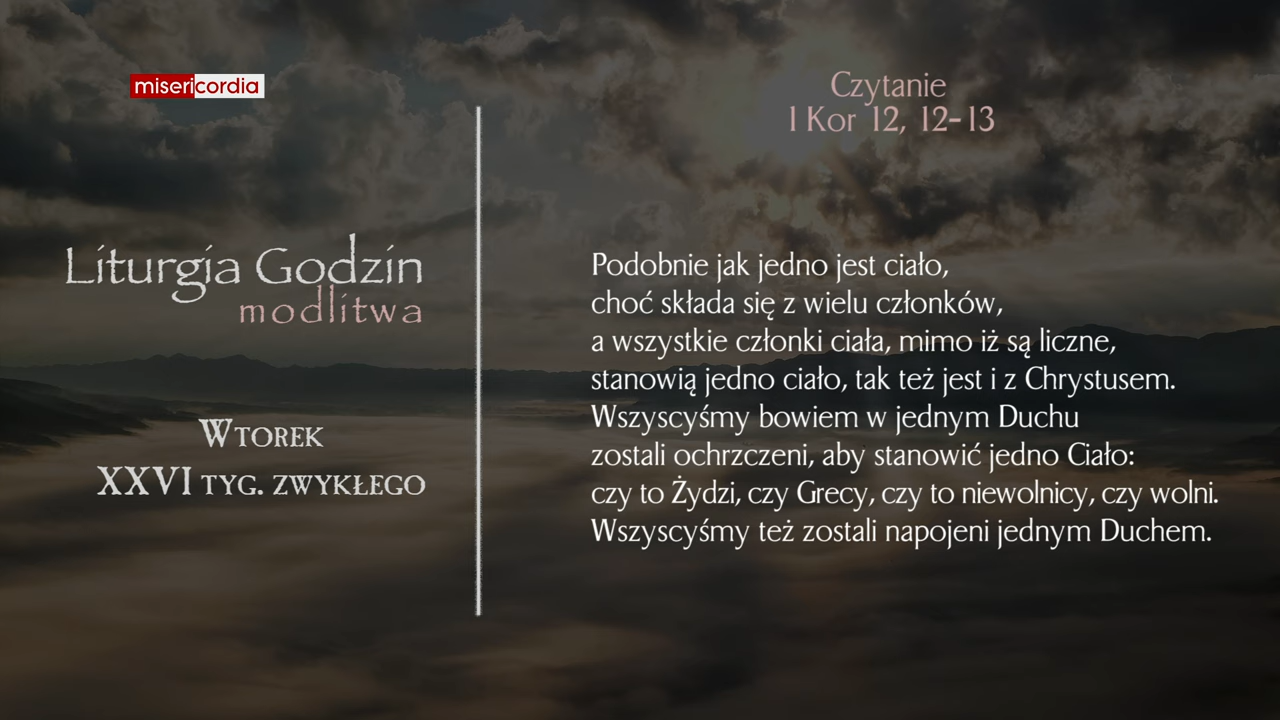 misericordia
Liturgia Godzin
modlitwa
Wtorek
XXVI tyg. zwykłego
Czytanie
1 Kor 12, 12-13
Podobnie jak jedno jest ciało,
choć składa się z wielu członków,
a wszystkie członki ciała, mimo iż są liczne,
stanowią jedno ciało, tak też jest i z Chrystusem.
Wszyscyśmy bowiem w jednym Duchu
zostali ochrzczeni, aby stanowić jedno Ciało:
czy to Żydzi, czy Grecy, czy to niewolnicy, czy wolni.
Wszyscyśmy też zostali napojeni jednym Duchem.